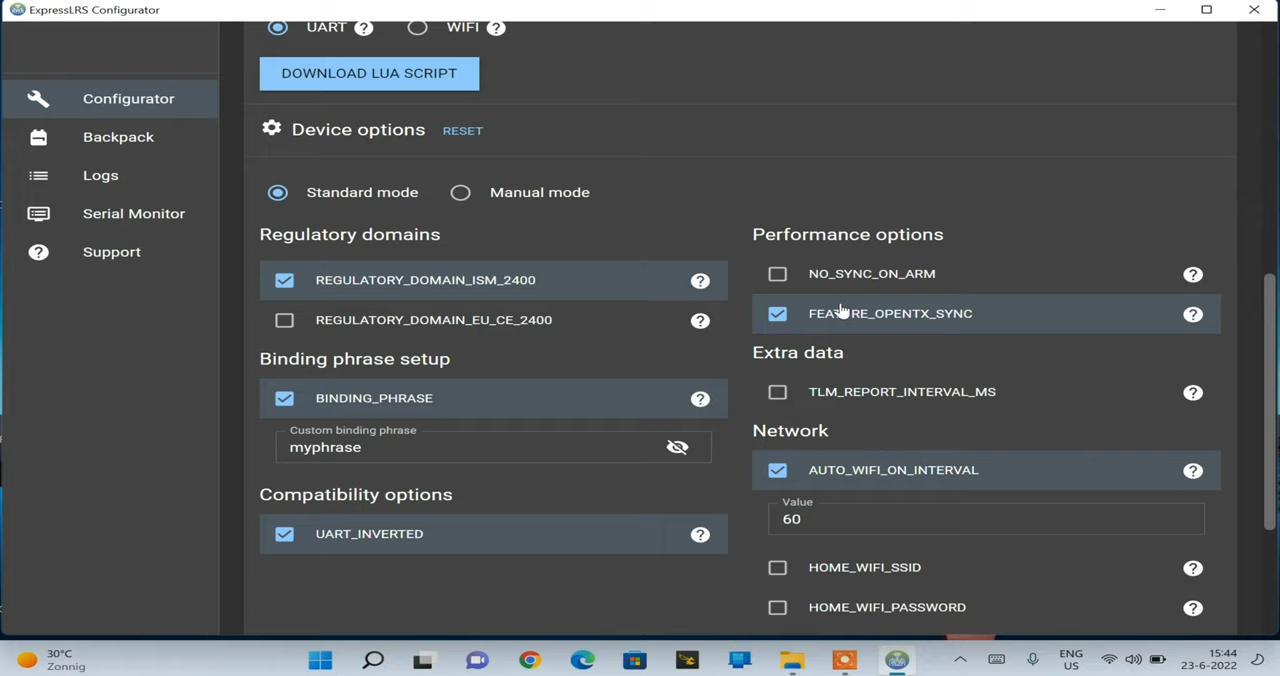 ExpressLRS Configurator
UART
WIFI
DOWNLOAD LUA SCRIPT
Configurator
Backpack
Logs
Serial Monitor
Support
Device options RESET
Standard mode
Manual mode
Regulatory domains
REGULATORY_DOMAIN_ISM_2400
REGULATORY_DOMAIN_EU_CE_2400
Binding phrase setup
BINDING_PHRASE
Custom binding phrase
myphrase
Compatibility options
UART_INVERTED
Performance options
NO_SYNC_ON_ARM
FEATURE_OPENTX_SYNC
Extra data
TLM_REPORT_INTERVAL_MS
Network
AUTO_WIFI_ON_INTERVAL
Value
60
HOME_WIFI_SSID
HOME_WIFI_PASSWORD
30°C
Zonnig
ENG
US
15:44
23-6-2022